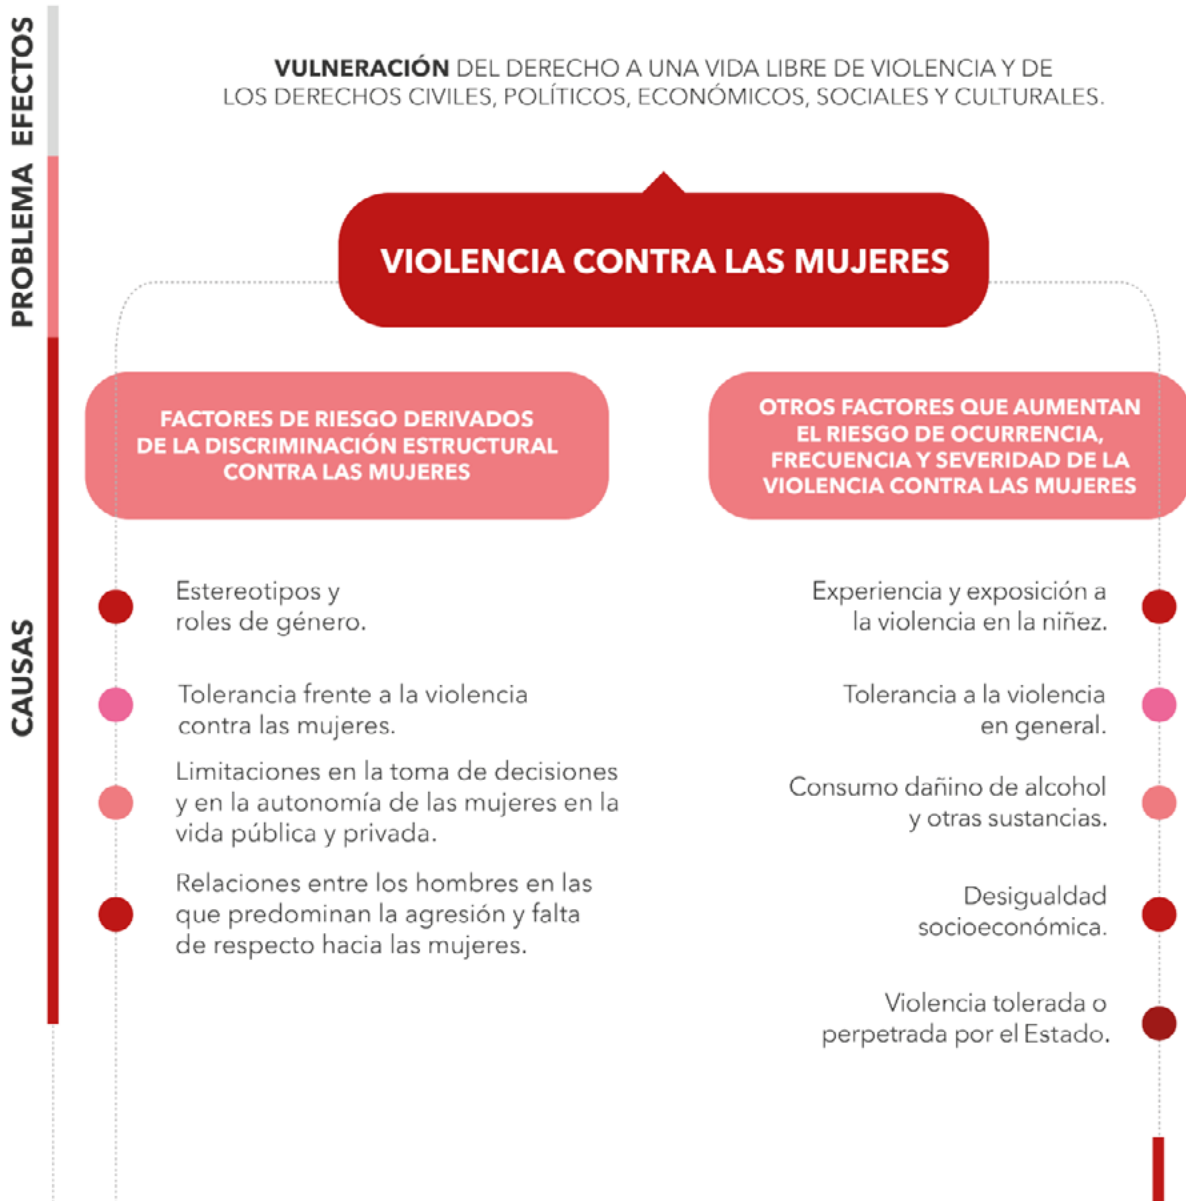 EFECTOS
VULNERACIÓN DEL DERECHO A UNA VIDA LIBRE DE VIOLENCIA Y DE
LOS DERECHOS CIVILES, POLÍTICOS, ECONÓMICOS, SOCIALES Y CULTURALES.
PROBLEMA
VIOLENCIA CONTRA LAS MUJERES
CAUSAS
FACTORES DE RIESGO DERIVADOS
DE LA DISCRIMINACIÓN ESTRUCTURAL
CONTRA LAS MUJERES
Estereotipos y
roles de género.
Tolerancia frente a la violencia
contra las mujeres.
Limitaciones en la toma de decisiones
y en la autonomía de las mujeres en la
vida pública y privada.
Relaciones entre los hombres en las
que predominan la agresión y falta
de respecto hacia las mujeres.
OTROS FACTORES QUE AUMENTAN
EL RIESGO DE OCURRENCIA,
FRECUENCIA Y SEVERIDAD DE LA
VIOLENCIA CONTRA LAS MUJERES
Experiencia y exposición a
la violencia en la niñez.
Tolerancia a la violencia
en general.
Consumo dañino de alcohol
y otras sustancias.
Desigualdad
socioeconómica.
Violencia tolerada o
perpetrada por el Estado.